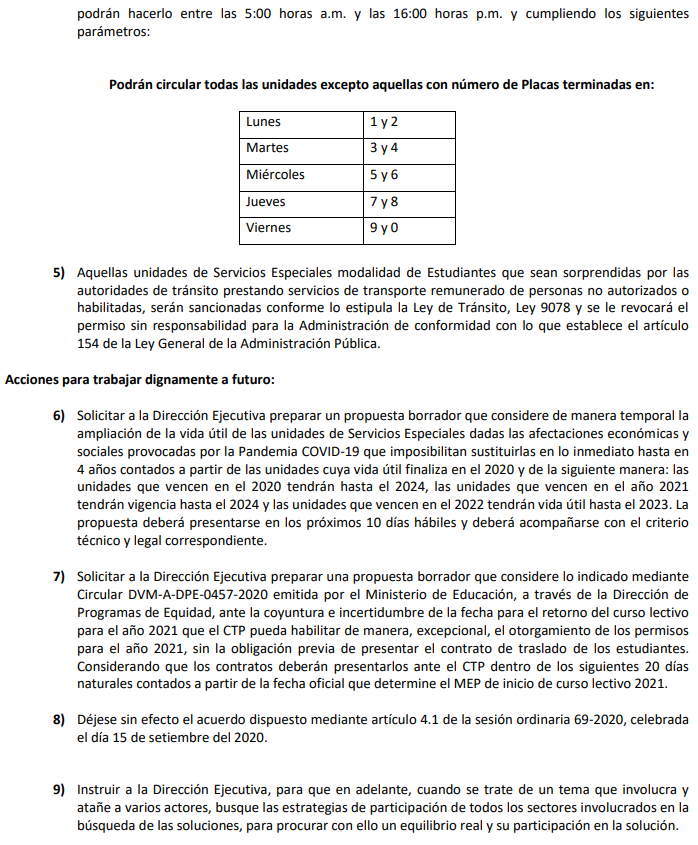 podrán hacerlo entre las 5:00 horas a.m. y las 16:00 horas p.m. y cumpliendo los siguientes
parámetros:
Podrán circular todas las unidades excepto aquellas con número de Placas terminadas en:
Lunes 1 y 2
Martes 3 y 4
Miércoles 5 y 6
Jueves 7 y 8
Viernes 9 y 0
5) Aquellas unidades de Servicios Especiales modalidad de Estudiantes que sean sorprendidas por las
autoridades de tránsito prestando servicios de transporte remunerado de personas no autorizados o
habilitadas, serán sancionadas conforme lo estipula la Ley de Tránsito, Ley 9078 y se le revocará el
permiso sin responsabilidad para la Administración de conformidad con lo que establece el artículo
154 de la Ley General de la Administración Pública.
Acciones para trabajar dignamente a futuro:
6) Solicitar a la Dirección Ejecutiva preparar un propuesta borrador que considere de manera temporal la
ampliación de la vida útil de las unidades de Servicios Especiales dadas las afectaciones económicas y
sociales provocadas por la Pandemia COVID-19 que imposibilitan sustituirlas en lo inmediato hasta en
4 años contados a partir de las unidades cuya vida útil finaliza en el 2020 y de la siguiente manera: las
unidades que vencen en el 2020 tendrán hasta el 2024, las unidades que vencen en el año 2021
tendrán vigencia hasta el 2024 y las unidades que vencen en el 2022 tendrán vida útil hasta el 2023. La
propuesta deberá presentarse en los próximos 10 días hábiles y deberá acompañarse con el criterio
técnico y legal correspondiente.
7) Solicitar a la Dirección Ejecutiva preparar una propuesta borrador que considere lo indicado mediante
Circular DVM-A-DPE-0457-2020 emitida por el Ministerio de Educación, a través de la Dirección de
Programas de Equidad, ante la coyuntura e incertidumbre de la fecha para el retorno del curso lectivo
para el año 2021 que el CTP pueda habilitar de manera, excepcional, el otorgamiento de los permisos
para el año 2021, sin la obligación previa de presentar el contrato de traslado de los estudiantes.
Considerando que los contratos deberán presentarlos ante el CTP dentro de los siguientes 20 días
naturales contados a partir de la fecha oficial que determine el MEP de inicio de curso lectivo 2021.
8) Déjese sin efecto el acuerdo dispuesto mediante artículo 4.1 de la sesión ordinaria 69-2020, celebrada
el día 15 de setiembre del 2020.
9) Instruir a la Dirección Ejecutiva, para que en adelante, cuando se trate de un tema que involucra y
atañe a varios actores, busque las estrategias de participación de todos los sectores involucrados en la
búsqueda de las soluciones, para procurar con ello un equilibrio real y su participación en la solución.